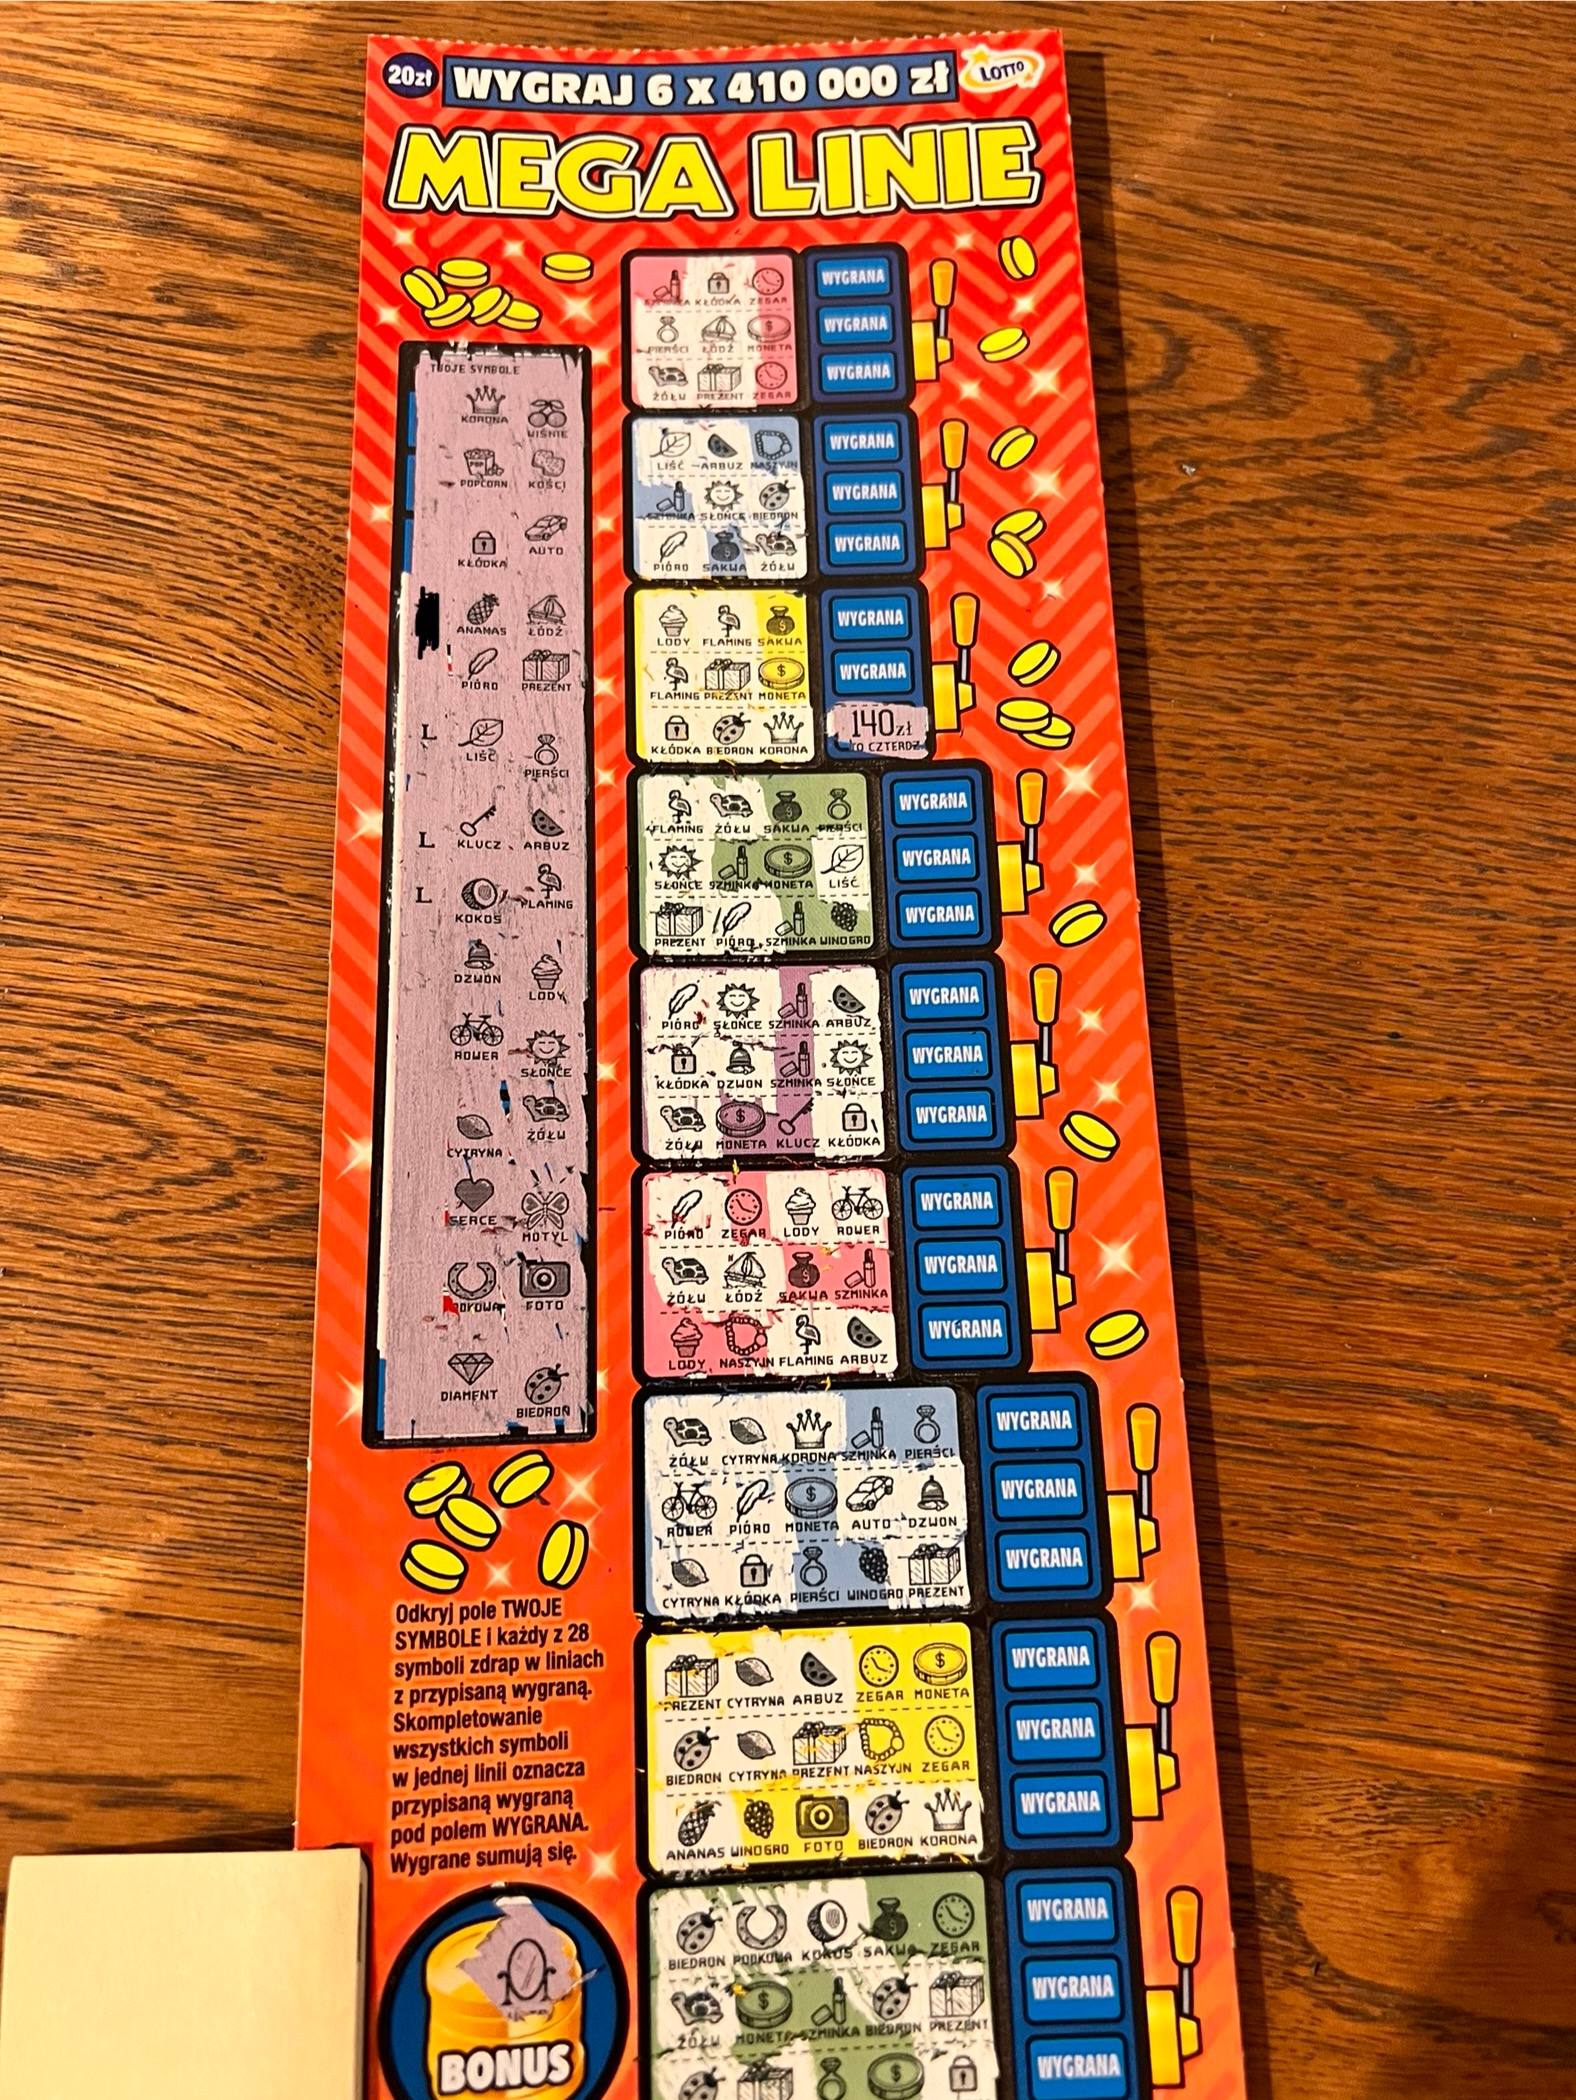 20zł WYGRAJ 6 x 410 000 zł LOTTO
MEGA LINIE
TWOJE SYMBOLE
KORONA WIŚNIE
POPCORN KOŚCI
KŁÓDKA AUTO
ANANAS ŁÓDŹ
PIÓRO PREZENT
L
LIŚĆ PIERŚCI
L
KLUCZ ARBUZ
L
KOKOS FLAMING
DZWON LODY
ROWER SŁOŃCE
CYTRYNA ŻÓŁW
SERCE MOTYL
PODKOWA FOTO
DIAMENT BIEDRON
SZMINKA KŁÓDKA ZEGAR WYGRANA
PIERŚCI ŁÓDŹ MONETA WYGRANA
ŻÓŁW PREZENT ZEGAR WYGRANA
LIŚĆ ARBUZ NASZYJN WYGRANA
SZMINKA SŁOŃCE BIEDRON WYGRANA
PIÓRO SAKWA ŻÓŁW WYGRANA
LODY FLAMING SAKWA WYGRANA
FLAMING PREZENT MONETA WYGRANA
KŁÓDKA BIEDRON KORONA 140zł
CZTERDZ
FLAMING ŻÓŁW SAKWA PIERŚCI WYGRANA
SŁOŃCE SZMINKA MONETA LIŚĆ WYGRANA
PREZENT PIÓRO SZMINKA WINOGRO WYGRANA
PIÓRO SŁOŃCE SZMINKA ARBUZ WYGRANA
KŁÓDKA DZWON SZMINKA SŁOŃCE WYGRANA
ŻÓŁW MONETA KLUCZ KŁÓDKA WYGRANA
PIÓRO ZEGAR LODY ROWER WYGRANA
ŻÓŁW ŁÓDŹ SAKWA SZMINKA WYGRANA
LODY NASZYJN FLAMING ARBUZ WYGRANA
ŻÓŁW CYTRYNA KORONA SZMINKA PIERŚCI WYGRANA
ROWER PIÓRO MONETA AUTO DZWON WYGRANA
CYTRYNA KŁÓDKA PIERŚCI WINOGRO PREZENT WYGRANA
PREZENT CYTRYNA ARBUZ ZEGAR MONETA WYGRANA
BIEDRON CYTRYNA PREZENT NASZYJN ZEGAR WYGRANA
ANANAS WINOGRO FOTO BIEDRON KORONA WYGRANA
BIEDRON PODKOWA KOKOS SAKWA ZEGAR WYGRANA
ŻÓŁW MONETA SZMINKA BIEDRON PREZENT WYGRANA
WYGRANA
Odkryj pole TWOJE
SYMBOLE i każdy z 28
symboli zdrap w liniach
z przypisaną wygraną.
Skompletowanie
wszystkich symboli
w jednej linii oznacza
przypisaną wygraną
pod polem WYGRANA.
Wygrane sumują się.
BONUS